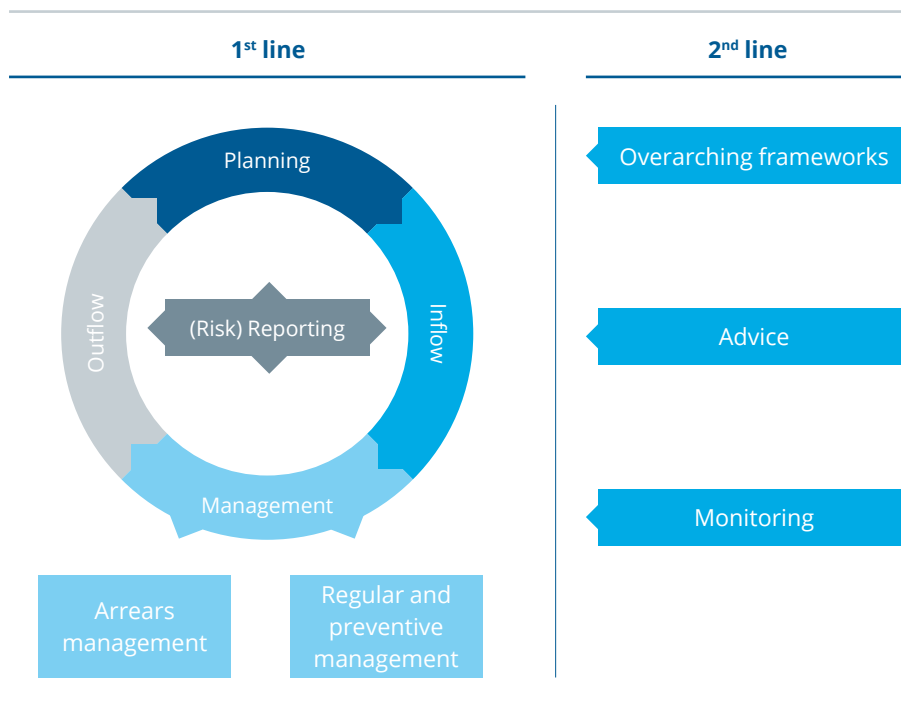 1st line
2nd line
Planning
Overarching frameworks
Outflow
(Risk) Reporting
Inflow
Advice
Management
Monitoring
Arrears
management
Regular and
preventive
management